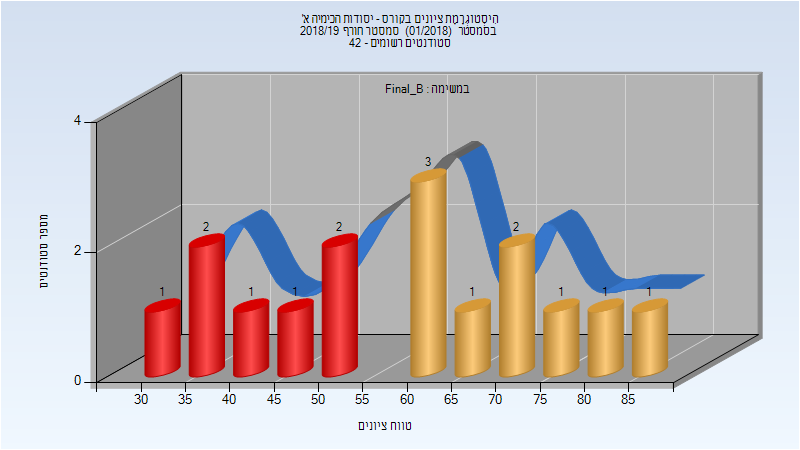 היסטוגרמת ציונים בקורס - יסודות הכימיה א'
בסמסטר (01/2018) סמסטר חורף 2018/19
סטודנטים רשומים - 42
במשימה : Final_B
מספר סטודנטים
4
2
0
1
2
1
1
2
3
1
2
1
1
1
30 35 40 45 50 55 60 65 70 75 80 85
טווח ציונים